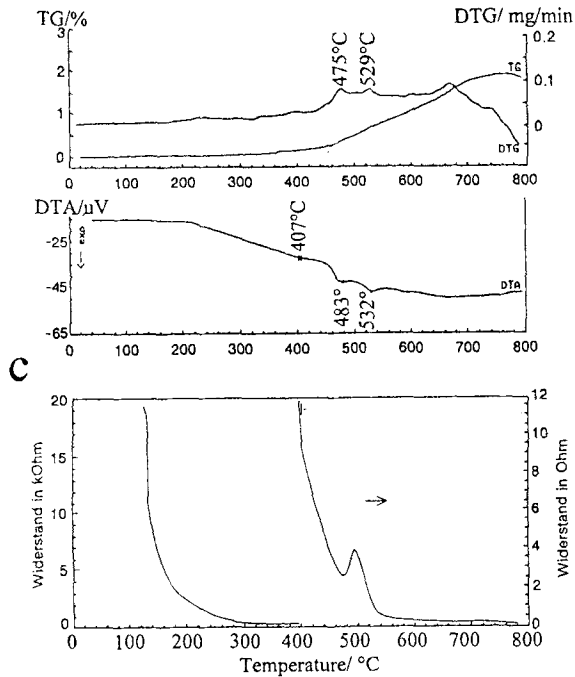 TG/%
DTG/ mg/min
3
2
1
0
0.2
0.1
0
475°C
529°C
TG
DTG
0 100 200 300 400 500 600 700 800
DTA/µV
-25
-45
-65
<-- exo
407°C
483°
532°
DTA
0 100 200 300 400 500 600 700 800
C
20
15
10
5
0
Widerstand in kOhm
12
10
8
6
4
2
0
Widerstand in Ohm
→
0 100 200 300 400 500 600 700 800
Temperature/ °C